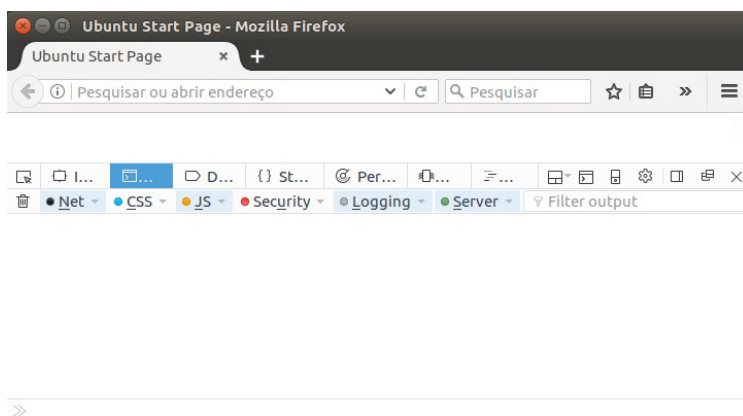 Ubuntu Start Page - Mozilla Firefox
Ubuntu Start Page
Pesquisar ou abrir endereço Pesquisar
I... ... D... {} St... Per... ... ...
Net CSS JS Security Logging Server Filter output